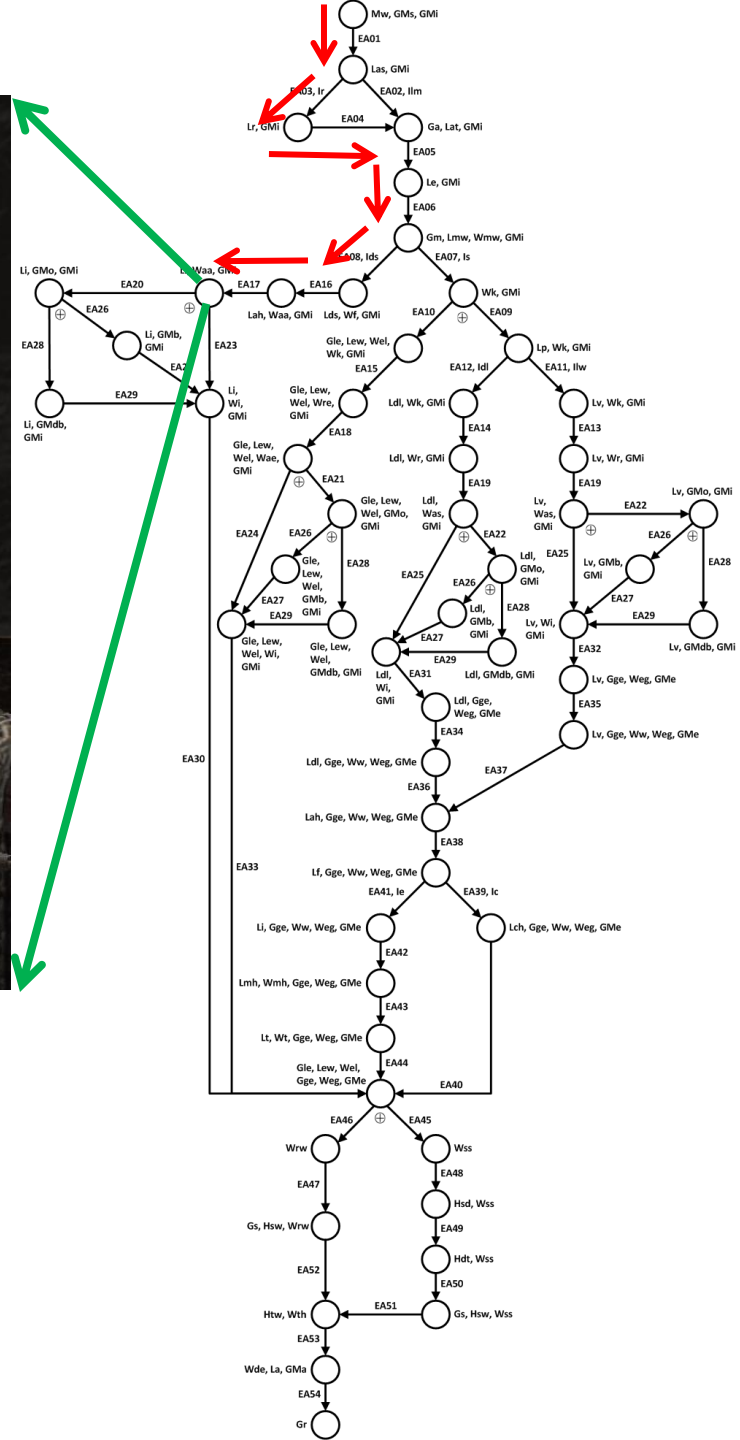 Mw, GMs, GMi
EA01
Las, GMi
EA03, Ir
EA02, Ilm
Lr, GMi
EA04
Ga, Lat, GMi
EA05
Le, GMi
EA06
Gm, Lmw, Wmw, GMi
EA08, Ids
EA07, Is
Li, GMo, GMi
EA20
Waa,
EA17
EA16
EA26
Lah, Waa, GMi
Lds, Wf, GMi
Wk, GMi
EA10
EA09
EA28
Li, GMb,
GMi
EA23
Gle, Lew, Wel,
Wk, GMi
Lp, Wk, GMi
EA15
EA12, Idl
EA11, Ilw
EA29
Li,
Wi,
GMi
Li, GMdb,
GMi
Gle, Lew,
Wel, Wre,
GMi
Ldl, Wk, GMi
Lv, Wk, GMi
EA18
EA14
EA13
Gle, Lew,
Wel, Wae,
GMi
Ldl, Wr, GMi
Lv, Wr, GMi
EA21
EA19
EA19
Gle, Lew,
Wel, GMo,
GMi
Ldl,
Was,
GMi
Lv,
Was,
GMi
EA22
Lv, GMo, GMi
EA24
EA26
EA22
EA26
EA28
Gle,
Lew,
Wel,
GMb,
GMi
EA25
EA26
Ldl,
GMo,
GMi
EA25
Lv, GMb,
GMi
EA28
EA27
EA28
Ldl,
GMb,
GMi
EA27
EA29
EA27
Lv, Wi,
GMi
EA29
Gle, Lew,
Wel, Wi,
GMi
Gle, Lew,
Wel,
GMdb, GMi
EA29
Lv, GMdb, GMi
Ldl,
Wi,
GMi
EA31
Ldl, GMdb, GMi
EA32
Ldl, Gge,
Weg, GMe
Lv, Gge, Weg, GMe
EA34
EA35
Lv, Gge, Ww, Weg, GMe
EA30
Ldl, Gge, Ww, Weg, GMe
EA37
EA36
Lah, Gge, Ww, Weg, GMe
EA38
EA33
Lf, Gge, Ww, Weg, GMe
EA41, Ie
EA39, Ic
Li, Gge, Ww, Weg, GMe
Lch, Gge, Ww, Weg, GMe
EA42
Lmh, Wmh, Gge, Weg, GMe
EA43
Lt, Wt, Gge, Weg, GMe
EA44
Gle, Lew, Wel,
Gge, Weg, GMe
EA40
EA46
EA45
Wrw
Wss
EA47
EA48
Hsd, Wss
Gs, Hsw, Wrw
EA49
Hdt, Wss
EA52
EA50
EA51
Htw, Wth
Gs, Hsw, Wss
EA53
Wde, La, GMa
EA54
Gr